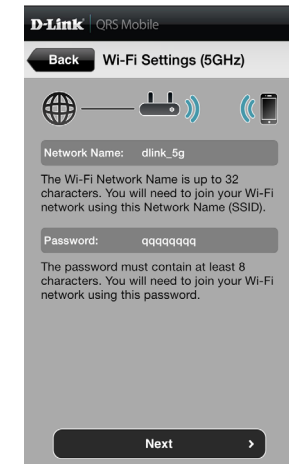 D-Link QRS Mobile
Back Wi-Fi Settings (5GHz)
Network Name: dlink_5g
The Wi-Fi Network Name is up to 32
characters. You will need to join your Wi-Fi
network using this Network Name (SSID).
Password: qqqqqqqq
The password must contain at least 8
characters. You will need to join your Wi-Fi
network using this password.
Next